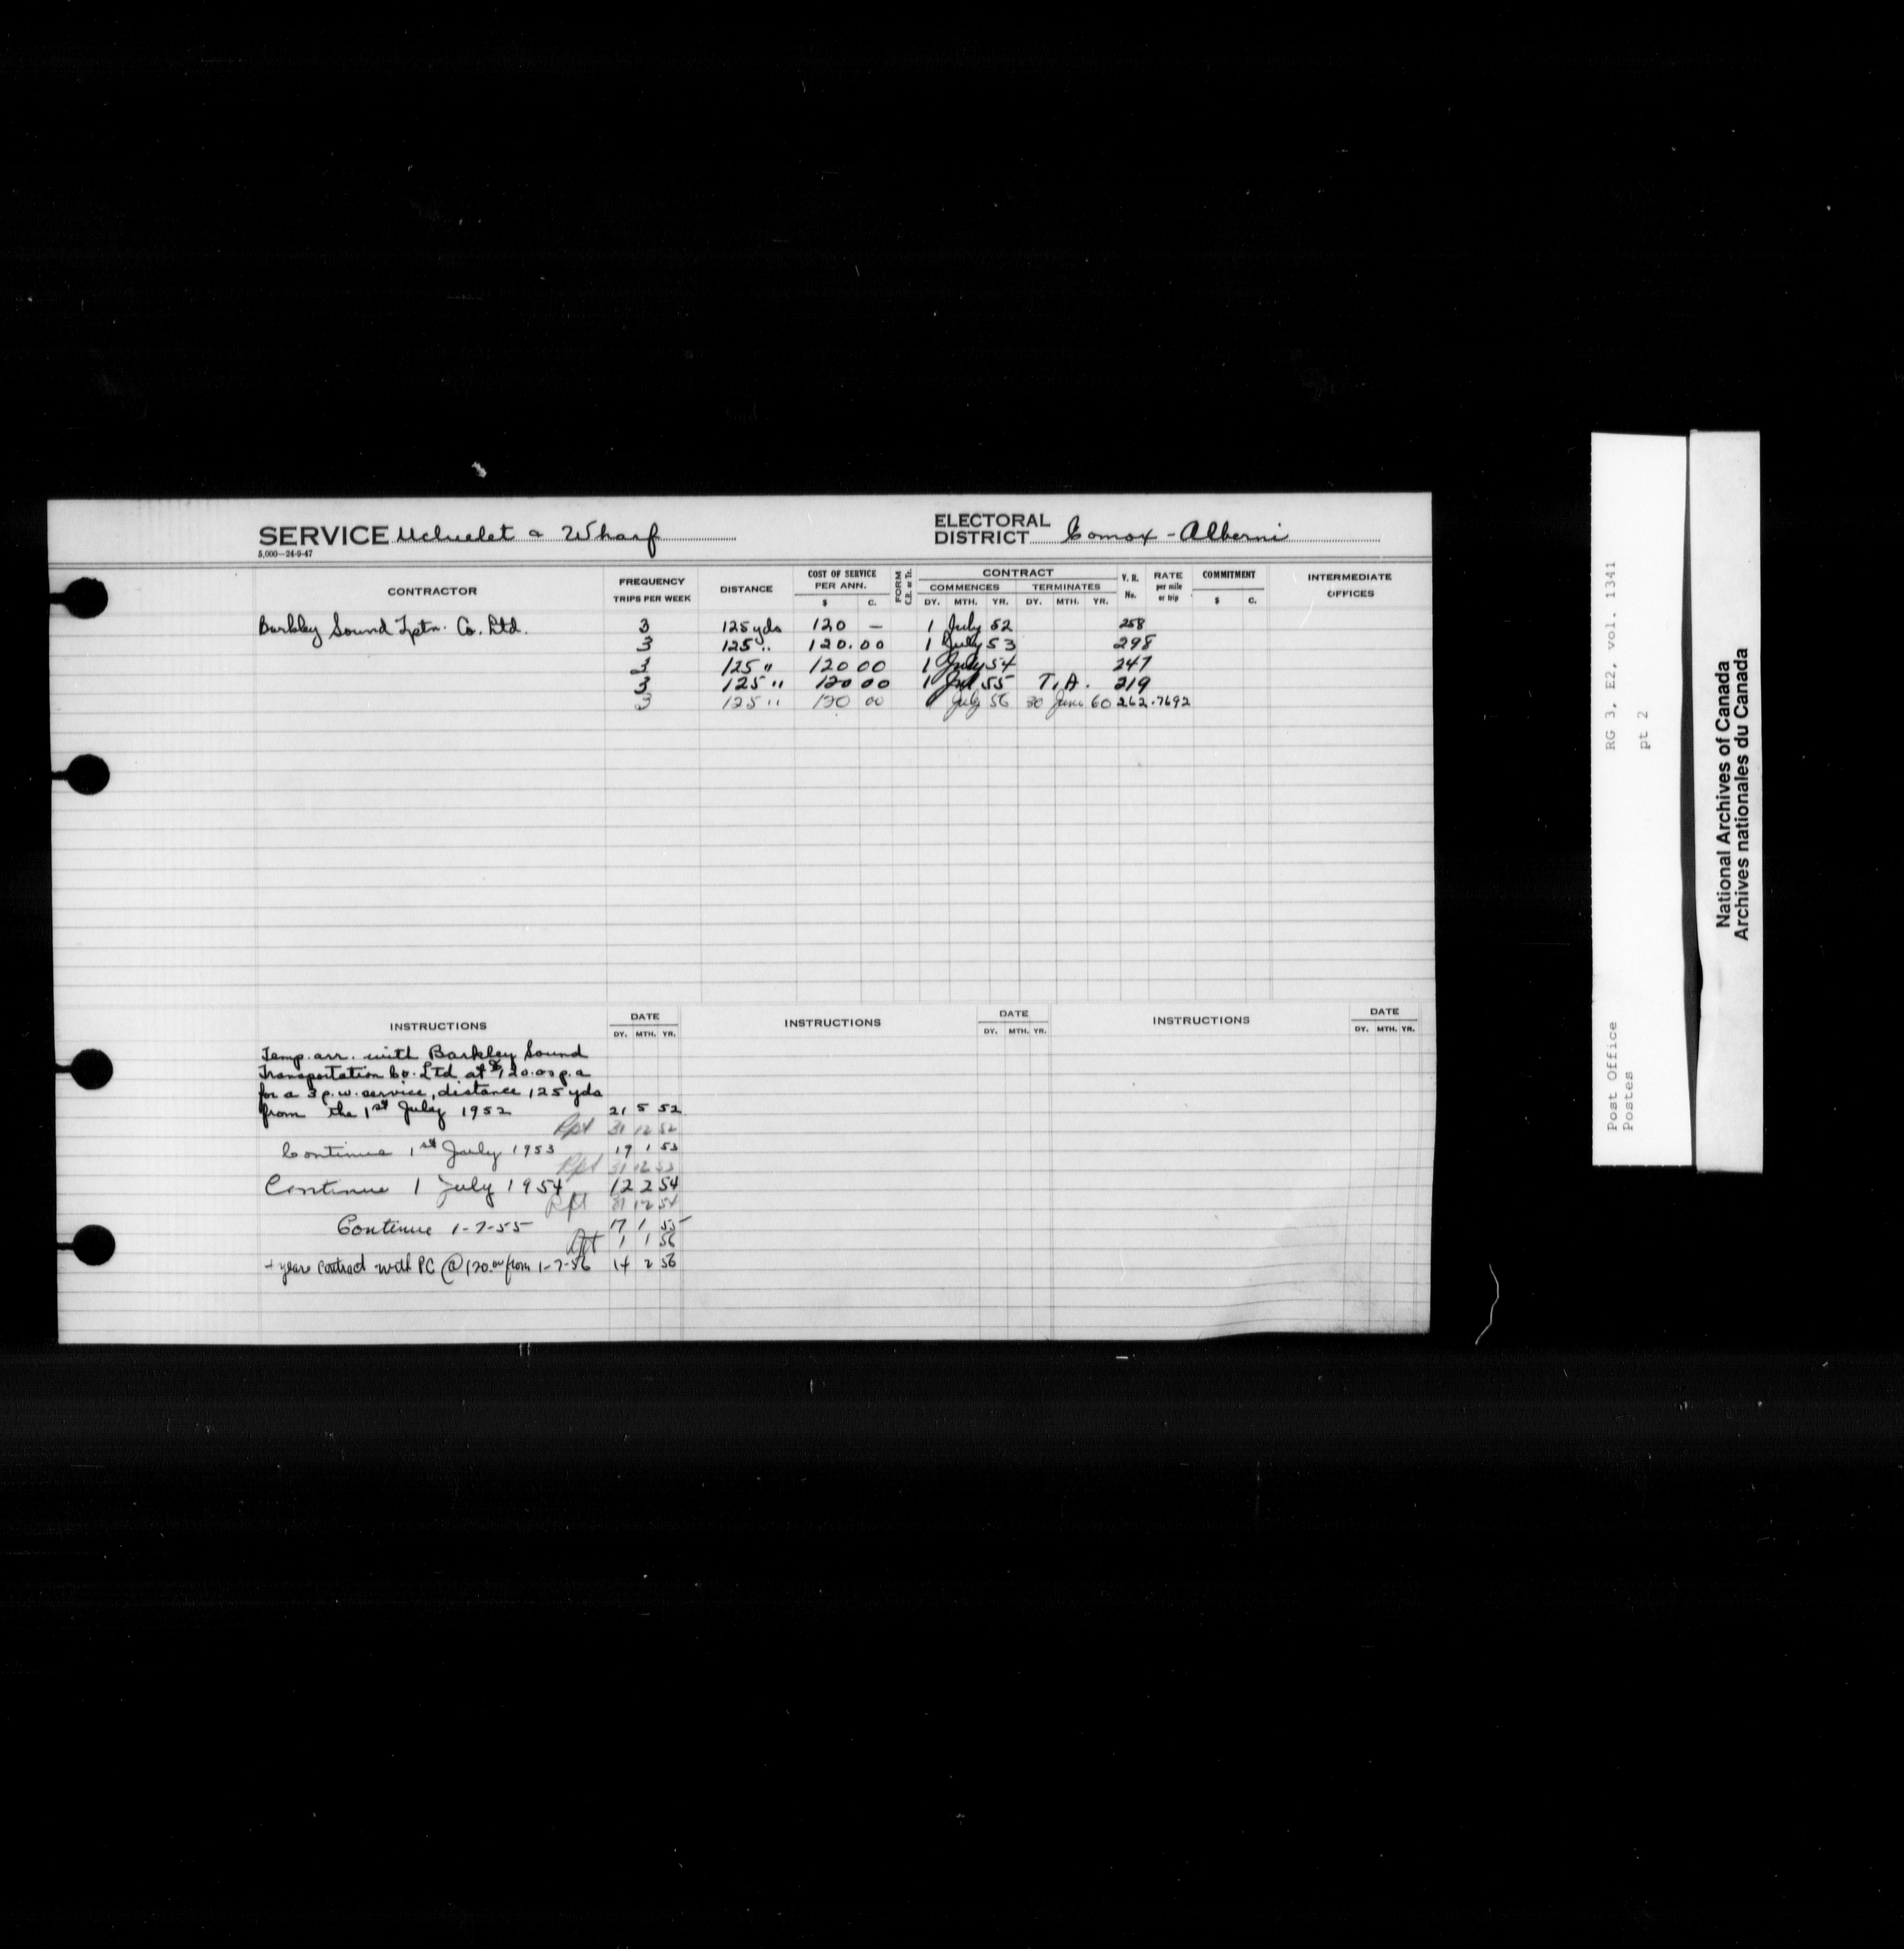 SERVICE Ucluelet & Wharf
5,000—24-9-47
ELECTORAL DISTRICT Comox - Alberni
CONTRACTOR FREQUENCY TRIPS PER WEEK DISTANCE COST OF SERVICE PER ANN. $ C. FORM C.R. or Tr. CONTRACT COMMENCES DY. MTH. YR. TERMINATES DY. MTH. YR. V. R. No. RATE per mile or trip COMMITMENT $ C. INTERMEDIATE OFFICES
Barkley Sound Tptn. Co. Ltd. 3 125 yds 120 — 1 July 52 258
3 125 " 120.00 1 July 53 298
3 125 " 120 00 1 July 54 247
3 125 " 120 00 1 Jul 55 T.A. 219
3 125 " 120 00 1 July 56 30 June 60 262 .7692
INSTRUCTIONS DATE DY. MTH. YR. INSTRUCTIONS DATE DY. MTH. YR. INSTRUCTIONS DATE DY. MTH. YR.
Temp. arr. with Barkley Sound
Transportation Co. Ltd at $120.00 p.a
for a 3 p.w. service, distance 125 yds
from the 1st July 1952 21 5 52
Rpt 31 12 52
Continue 1st July 1953 19 1 53
Rpt 31 12 53
Continue 1 July 1954 12 2 54
Rpt 31 12 54
Continue 1-7-55 17 1 55
Rpt 1 1 56
4 year contract with PC @ 120.00 from 1-7-56 14 2 56
Post Office RG 3, E2, vol. 1341
Postes pt 2
National Archives of Canada
Archives nationales du Canada